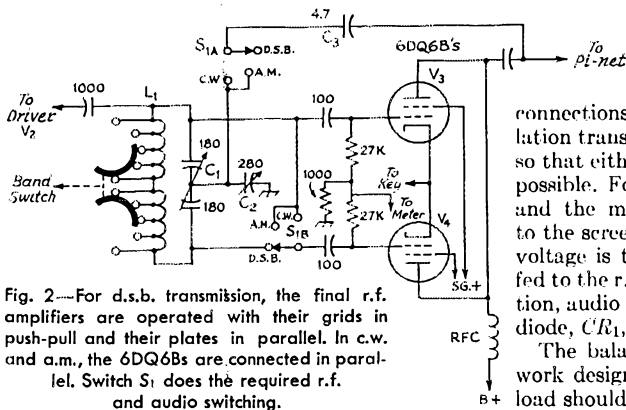 4.7
C3
S1A
D.S.B.
C.W.
A.M.
6DQ6B's
To
Pi-net
1000
L1
To
Driver
V2
Band
Switch
180
C1
180
280
C2
100
27K
1000
27K
To
Key
To
Meter
V3
V4
A.M.
C.W.
S1B
D.S.B.
100
SG.+
RFC
B+
Fig. 2—For d.s.b. transmission, the final r.f.
amplifiers are operated with their grids in
push-pull and their plates in parallel. In c.w.
and a.m., the 6DQ6Bs are connected in paral-
lel. Switch S1 does the required r.f.
and audio switching.
connections
lation trans
so that eith
possible. Fo
and the m
to the scree
voltage is t
fed to the r.
tion, audio
diode, CR1,
The bala
work desig
load should